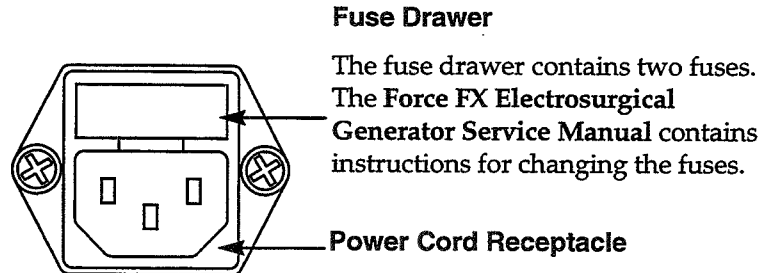 Fuse Drawer
The fuse drawer contains two fuses.
The Force FX Electrosurgical
Generator Service Manual contains
instructions for changing the fuses.
Power Cord Receptacle